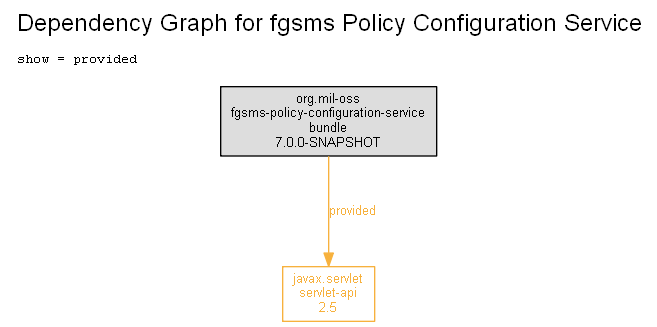 Dependency Graph for fgsms Policy Configuration Service
show = provided
org.mil-oss
fgsms-policy-configuration-service
bundle
7.0.0-SNAPSHOT
provided
javax.servlet
servlet-api
2.5